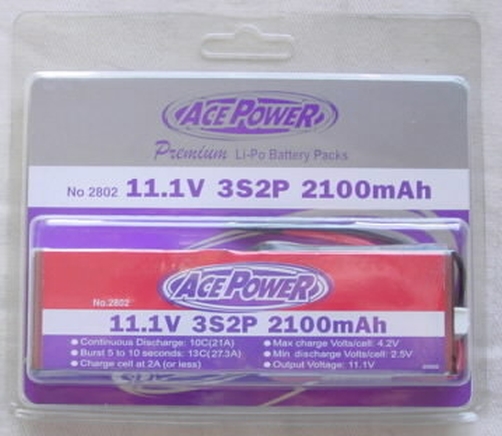 ACE POWER
Premium Li-Po Battery Packs
No 2802 11.1V 3S2P 2100mAh
ACE POWER
No.2802
11.1V 3S2P 2100mAh
Continuous Discharge: 10C(21A)
Burst 5 to 10 seconds: 13C(27.3A)
Charge cell at 2A (or less)
Max charge Volts/cell: 4.2V
Min discharge Volts/cell: 2.5V
Output Voltage: 11.1V